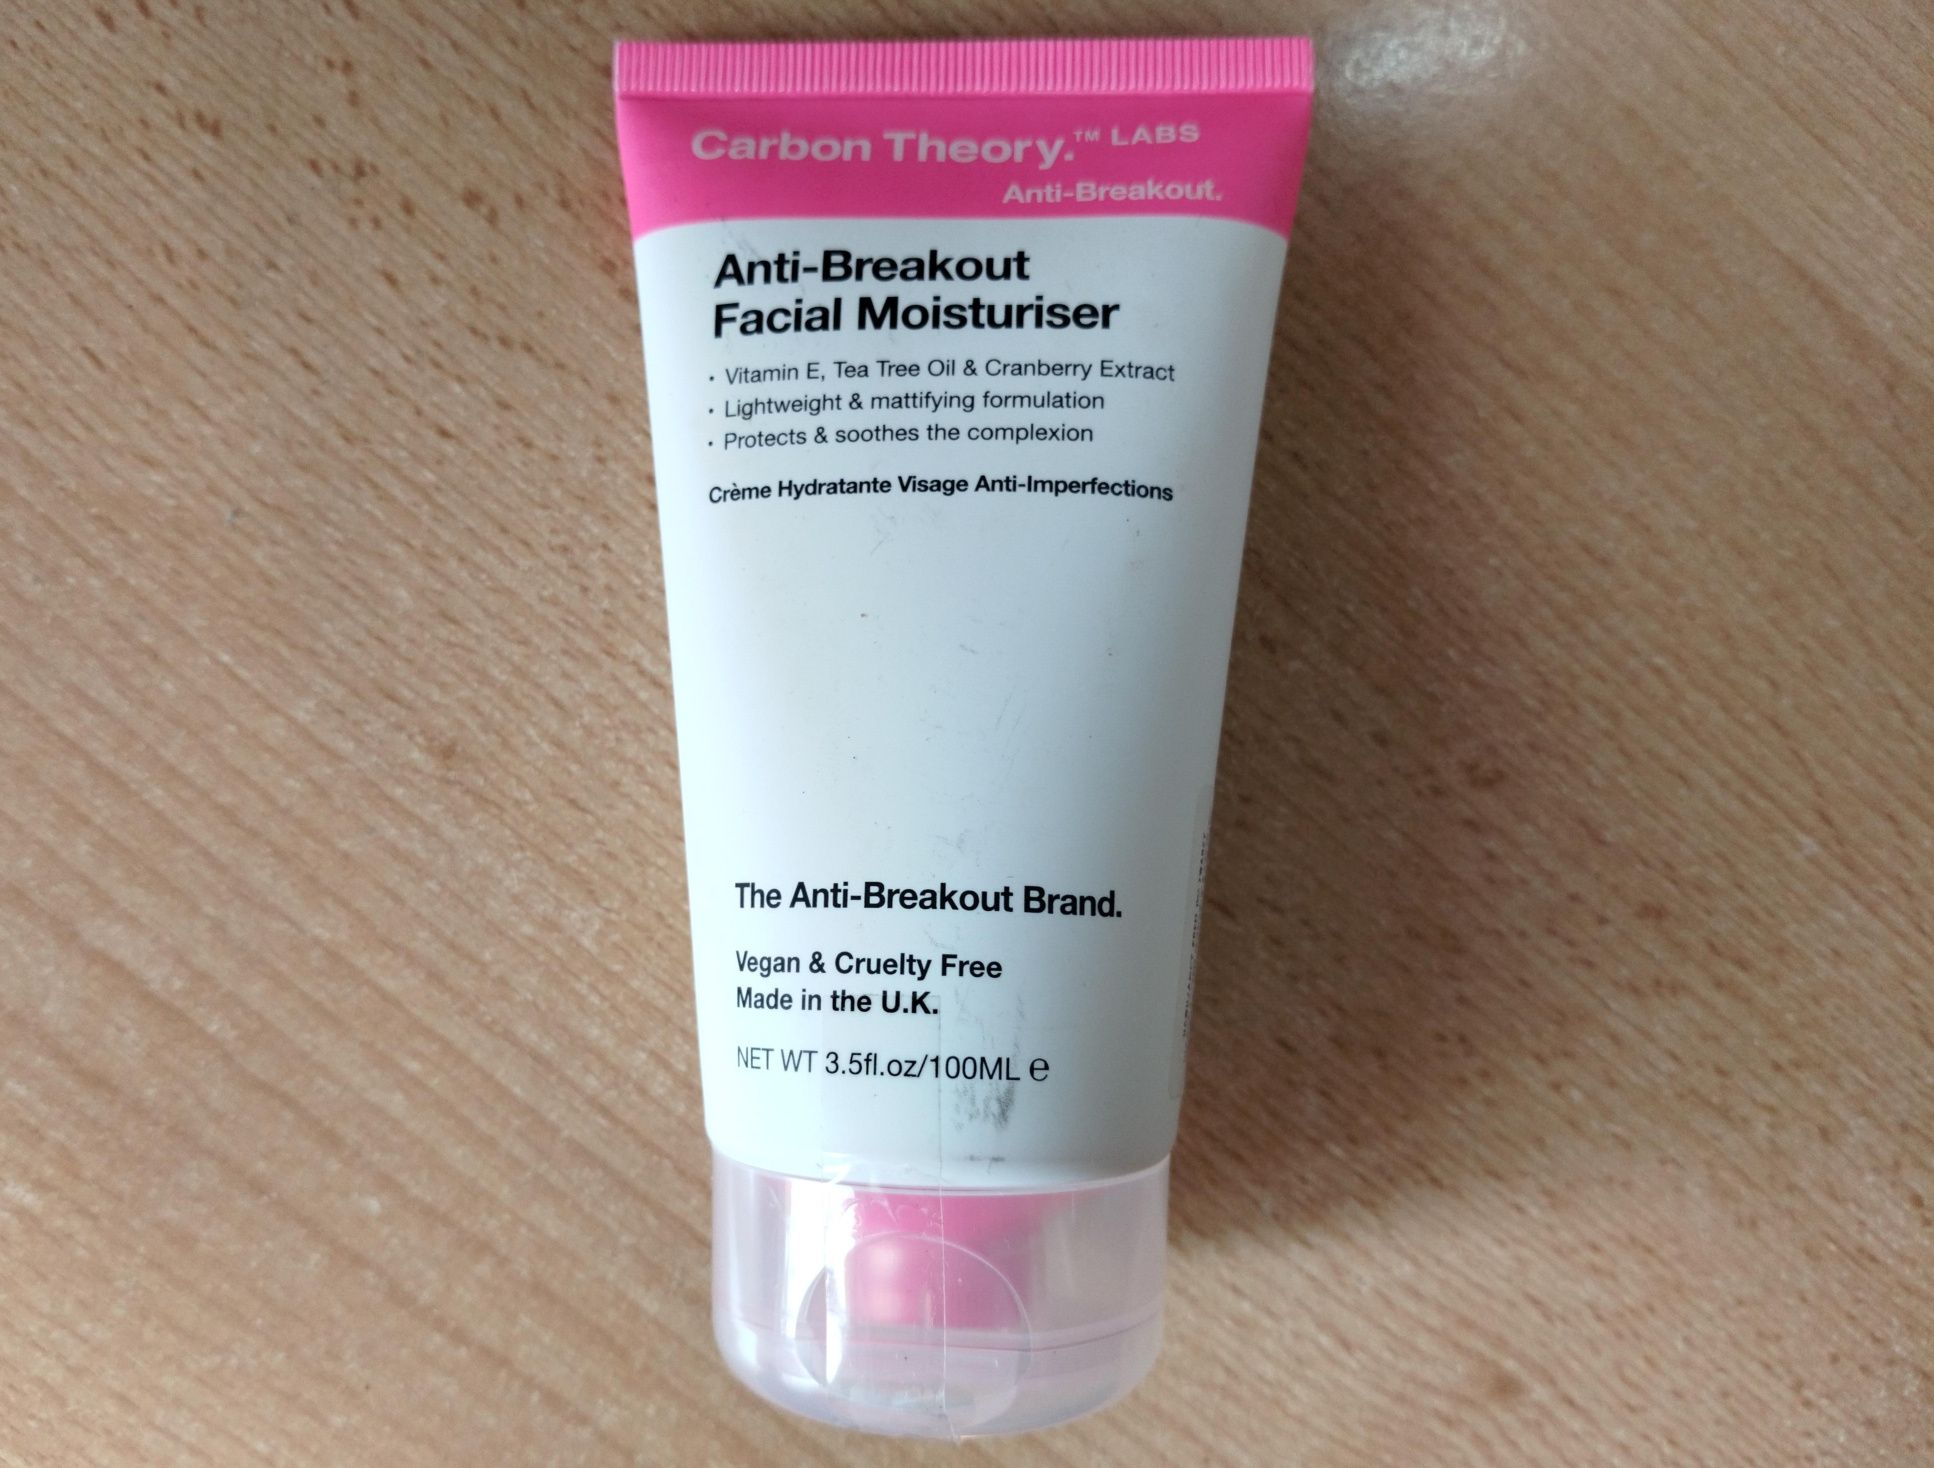 Carbon Theory.™ LABS
Anti-Breakout.
Anti-Breakout
Facial Moisturiser
• Vitamin E, Tea Tree Oil & Cranberry Extract
• Lightweight & mattifying formulation
• Protects & soothes the complexion
Crème Hydratante Visage Anti-Imperfections
The Anti-Breakout Brand.
Vegan & Cruelty Free
Made in the U.K.
NET WT 3.5fl.oz/100ML ℮